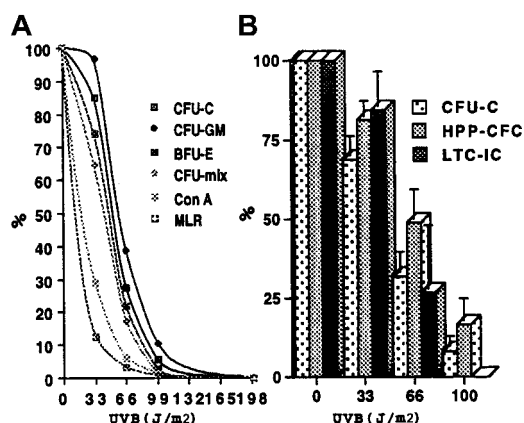 A
100
90
80
70
60
50
40
30
20
10
0
%
CFU-C
CFU-GM
BFU-E
CFU-mix
Con A
MLR
0 33 66 99 132 165 198
UVB(J/m2)
B
100
75
50
25
0
%
CFU-C
HPP-CFC
LTC-IC
0 33 66 100
UVB(J/m2)